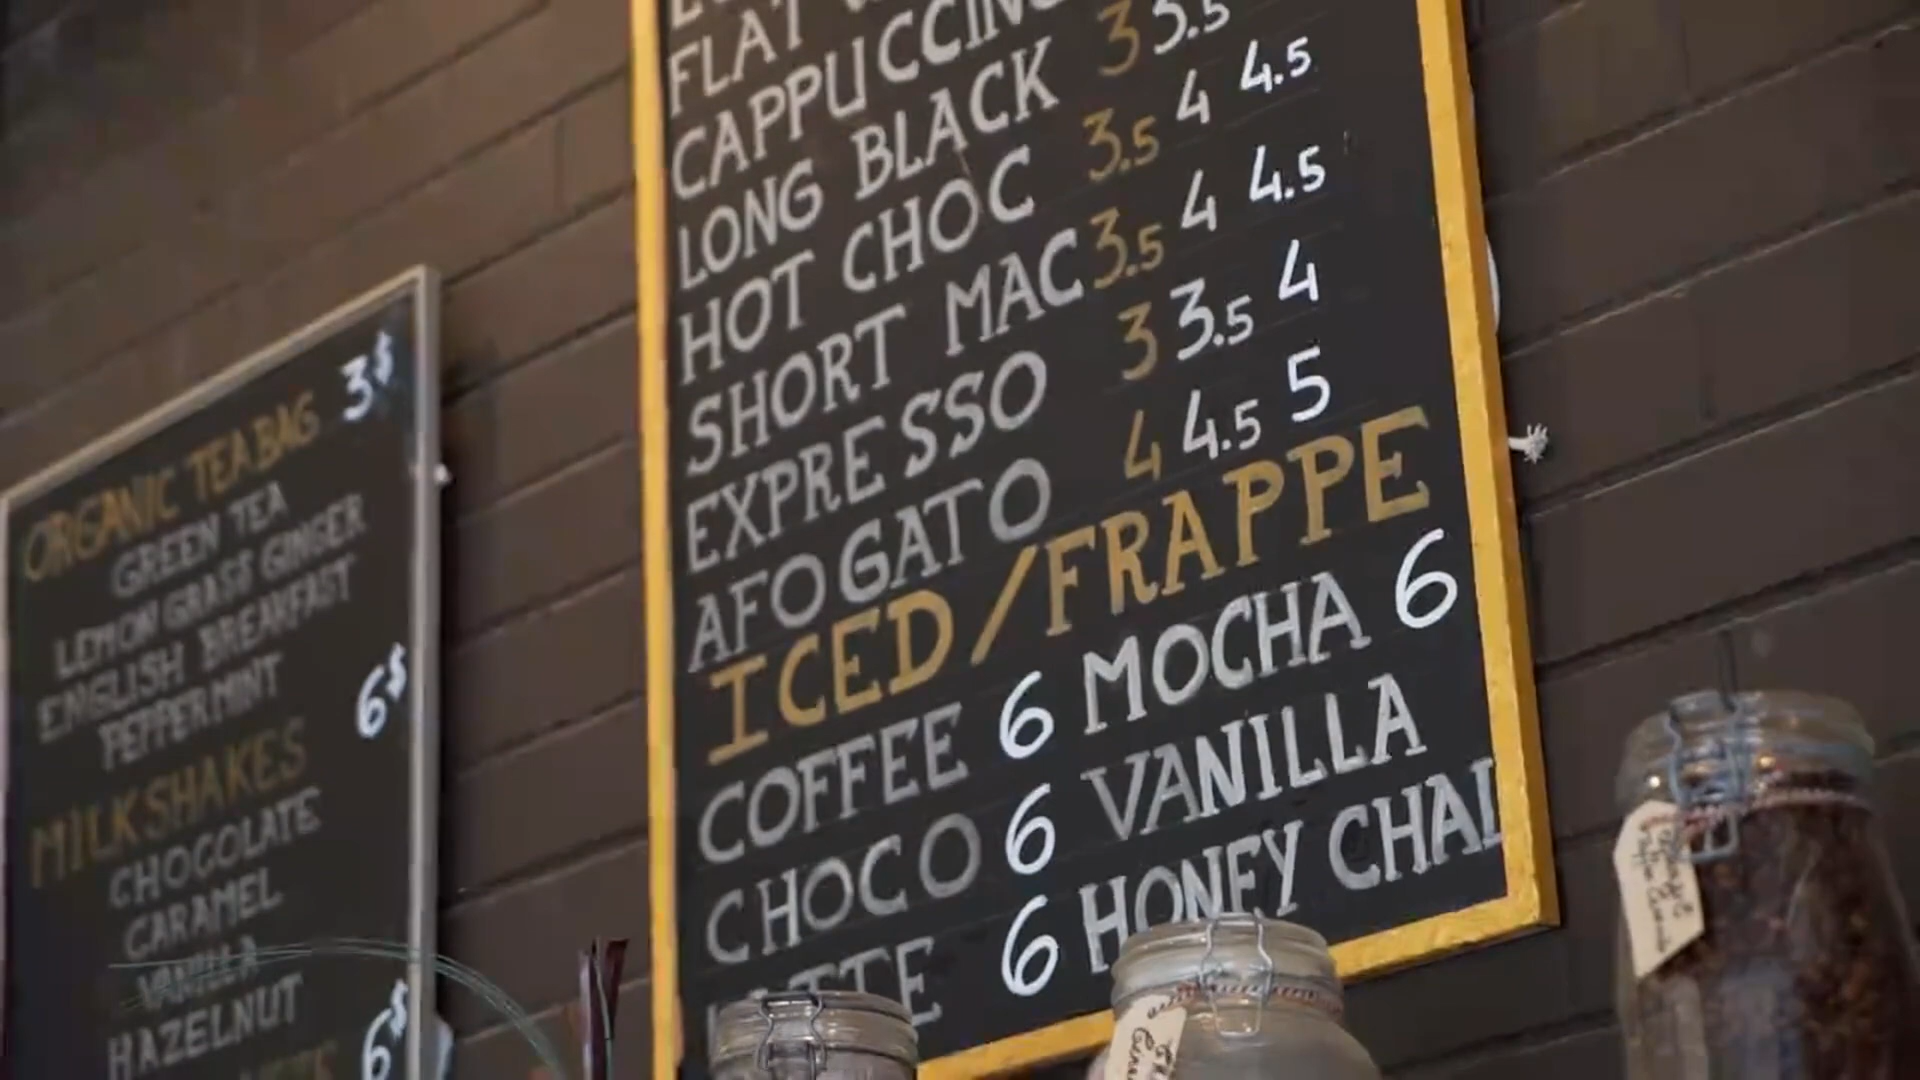 ORGANIC TEA BAG 3$
GREEN TEA
LEMON GRASS GINGER
ENGLISH BREAKFAST
PEPPERMINT
MILKSHAKES 6$
CHOCOLATE
CARAMEL
VANILLA
HAZELNUT
6$
FLAT
CAPPUCCINO
LONG BLACK 3 3.5
HOT CHOC 3.5 4 4.5
SHORT MAC 3.5 4 4.5
EXPRESSO 3 3.5 4
AFOGATO 4 4.5 5
ICED/FRAPPE
COFFEE 6 MOCHA 6
CHOCO 6 VANILLA
LATTE 6 HONEY CHAI